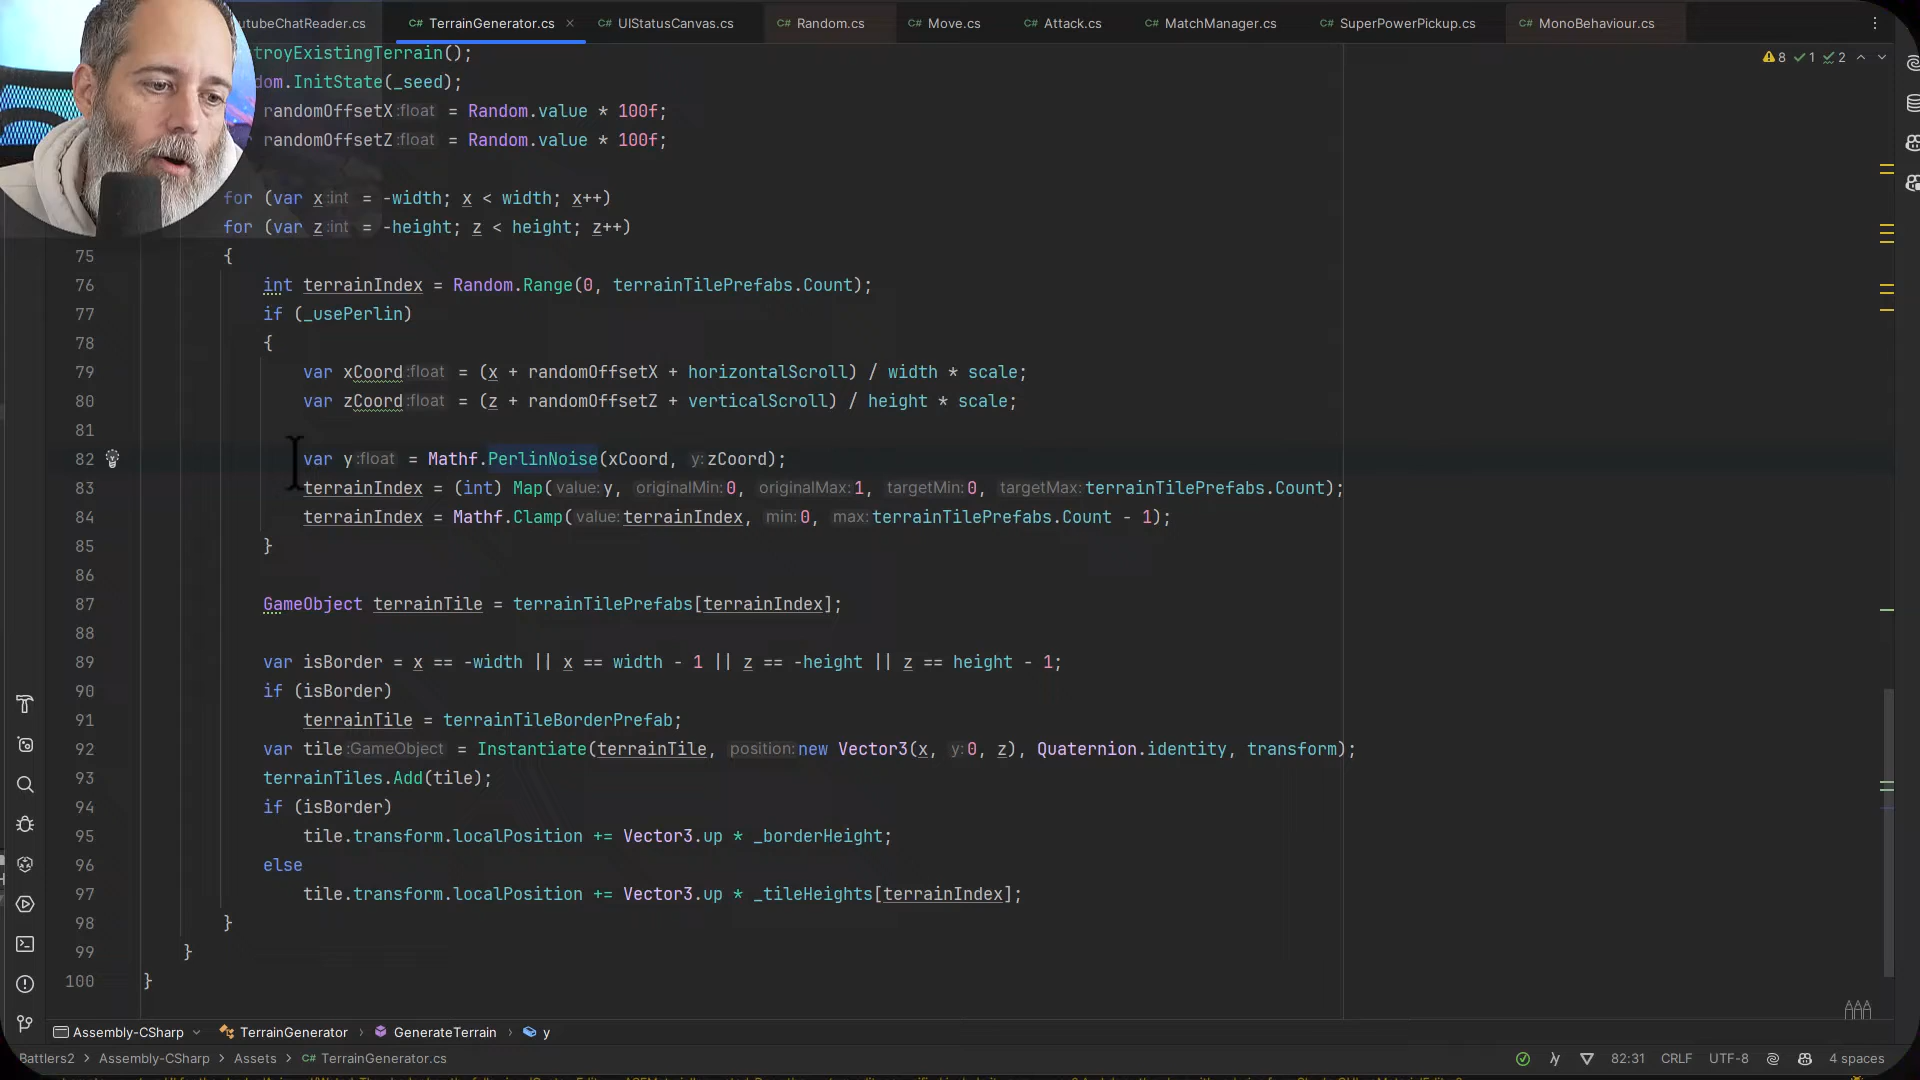 utubeChatReader.cs C# TerrainGenerator.cs × C# UIStatusCanvas.cs C# Random.cs C# Move.cs C# Attack.cs C# MatchManager.cs C# SuperPowerPickup.cs C# MonoBehaviour.cs
troyExistingTerrain();
dom.InitState(_seed);
randomOffsetX:float = Random.value * 100f;
randomOffsetZ:float = Random.value * 100f;
for (var x:int = -width; x < width; x++)
for (var z:int = -height; z < height; z++)
75 {
76 int terrainIndex = Random.Range(0, terrainTilePrefabs.Count);
77 if (_usePerlin)
78 {
79 var xCoord:float = (x + randomOffsetX + horizontalScroll) / width * scale;
80 var zCoord:float = (z + randomOffsetZ + verticalScroll) / height * scale;
81
82 var y:float = Mathf.PerlinNoise(xCoord, y:zCoord);
83 terrainIndex = (int) Map(value:y, originalMin:0, originalMax:1, targetMin:0, targetMax:terrainTilePrefabs.Count);
84 terrainIndex = Mathf.Clamp(value:terrainIndex, min:0, max:terrainTilePrefabs.Count - 1);
85 }
86
87 GameObject terrainTile = terrainTilePrefabs[terrainIndex];
88
89 var isBorder = x == -width || x == width - 1 || z == -height || z == height - 1;
90 if (isBorder)
91 terrainTile = terrainTileBorderPrefab;
92 var tile:GameObject = Instantiate(terrainTile, position:new Vector3(x, y:0, z), Quaternion.identity, transform);
93 terrainTiles.Add(tile);
94 if (isBorder)
95 tile.transform.localPosition += Vector3.up * _borderHeight;
96 else
97 tile.transform.localPosition += Vector3.up * _tileHeights[terrainIndex];
98 }
99 }
100 }
8 1 2
Assembly-CSharp TerrainGenerator > GenerateTerrain > y
Battlers2 > Assembly-CSharp > Assets > C# TerrainGenerator.cs 82:31 CRLF UTF-8 4 spaces